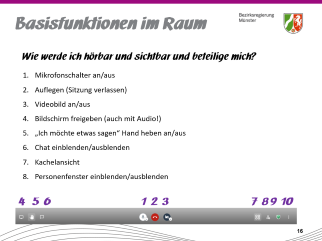 Basisfunktionen im Raum
Bezirksregierung
Münster
Wie werde ich hörbar und sichtbar und beteilige mich?
1. Mikrofonschalter an/aus
2. Auflegen (Sitzung verlassen)
3. Videobild an/aus
4. Bildschirm freigeben (auch mit Audio!)
5. „Ich möchte etwas sagen" Hand heben an/aus
6. Chat einblenden/ausblenden
7. Kachelansicht
8. Personenfenster einblenden/ausblenden
4 5 6 1 2 3 7 8 9 10
16